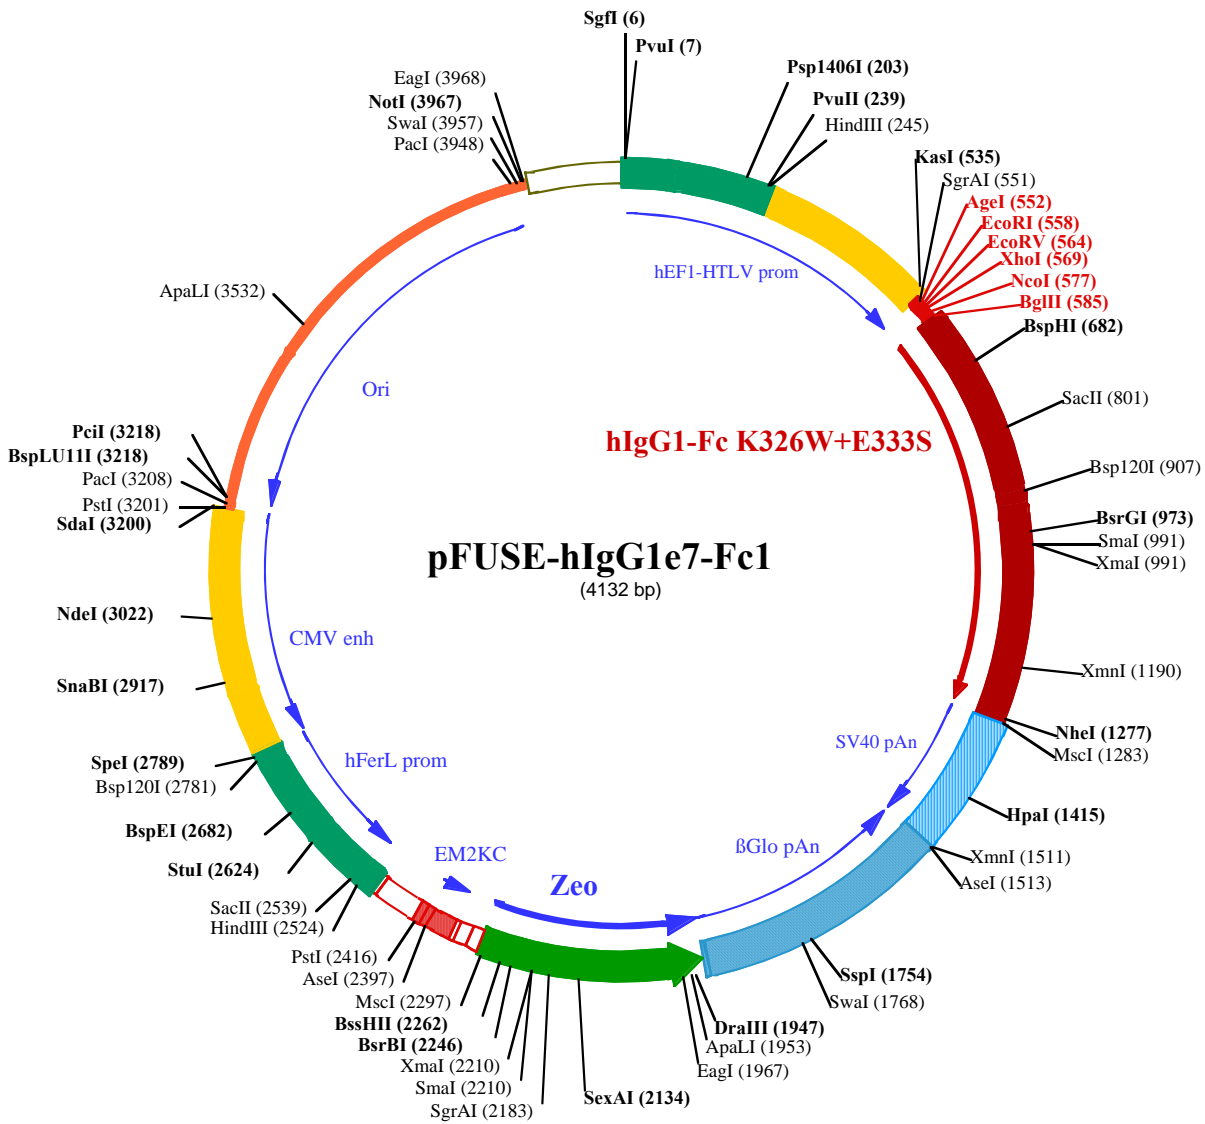 SgfI (6)
PvuI (7)
Psp1406I (203)
PvuII (239)
HindIII (245)
KasI (535)
SgrAI (551)
AgeI (552)
EcoRI (558)
EcoRV (564)
XhoI (569)
NcoI (577)
BglII (585)
BspHI (682)
SacII (801)
Bsp120I (907)
BsrGI (973)
SmaI (991)
XmaI (991)
XmnI (1190)
NheI (1277)
MscI (1283)
HpaI (1415)
XmnI (1511)
AseI (1513)
SspI (1754)
SwaI (1768)
DraIII (1947)
ApaLI (1953)
EagI (1967)
SexAI (2134)
SgrAI (2183)
SmaI (2210)
XmaI (2210)
BsrBI (2246)
BssHII (2262)
MscI (2297)
AseI (2397)
PstI (2416)
HindIII (2524)
SacII (2539)
StuI (2624)
BspEI (2682)
Bsp120I (2781)
SpeI (2789)
SnaBI (2917)
NdeI (3022)
SdaI (3200)
PstI (3201)
PacI (3208)
BspLU11I (3218)
PciI (3218)
ApaLI (3532)
PacI (3948)
SwaI (3957)
NotI (3967)
EagI (3968)
hEF1-HTLV prom
hIgG1-Fc K326W+E333S
SV40 pAn
ßGlo pAn
Zeo
EM2KC
hFerL prom
CMV enh
Ori
pFUSE-hIgG1e7-Fc1
(4132 bp)